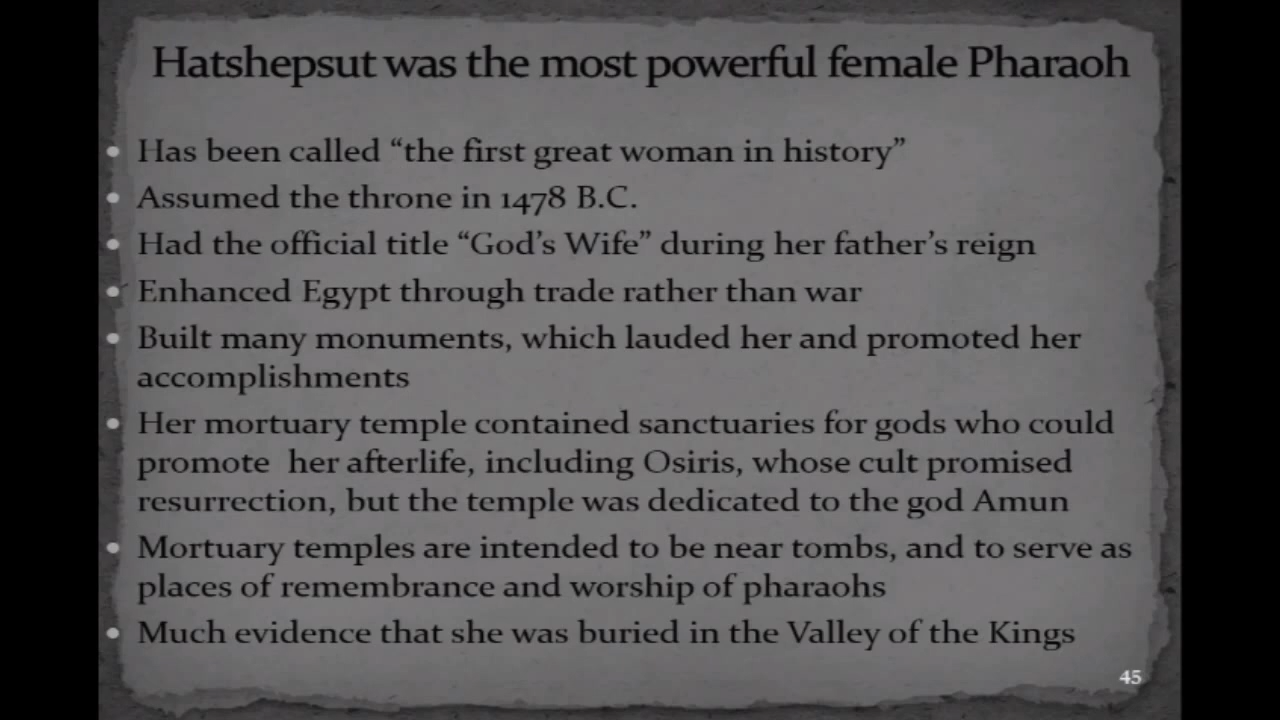 Hatshepsut was the most powerful female Pharaoh
• Has been called “the first great woman in history”
• Assumed the throne in 1478 B.C.
• Had the official title “God’s Wife” during her father’s reign
• Enhanced Egypt through trade rather than war
• Built many monuments, which lauded her and promoted her
accomplishments
• Her mortuary temple contained sanctuaries for gods who could
promote  her afterlife, including Osiris, whose cult promised
resurrection, but the temple was dedicated to the god Amun
• Mortuary temples are intended to be near tombs, and to serve as
places of remembrance and worship of pharaohs
• Much evidence that she was buried in the Valley of the Kings
45